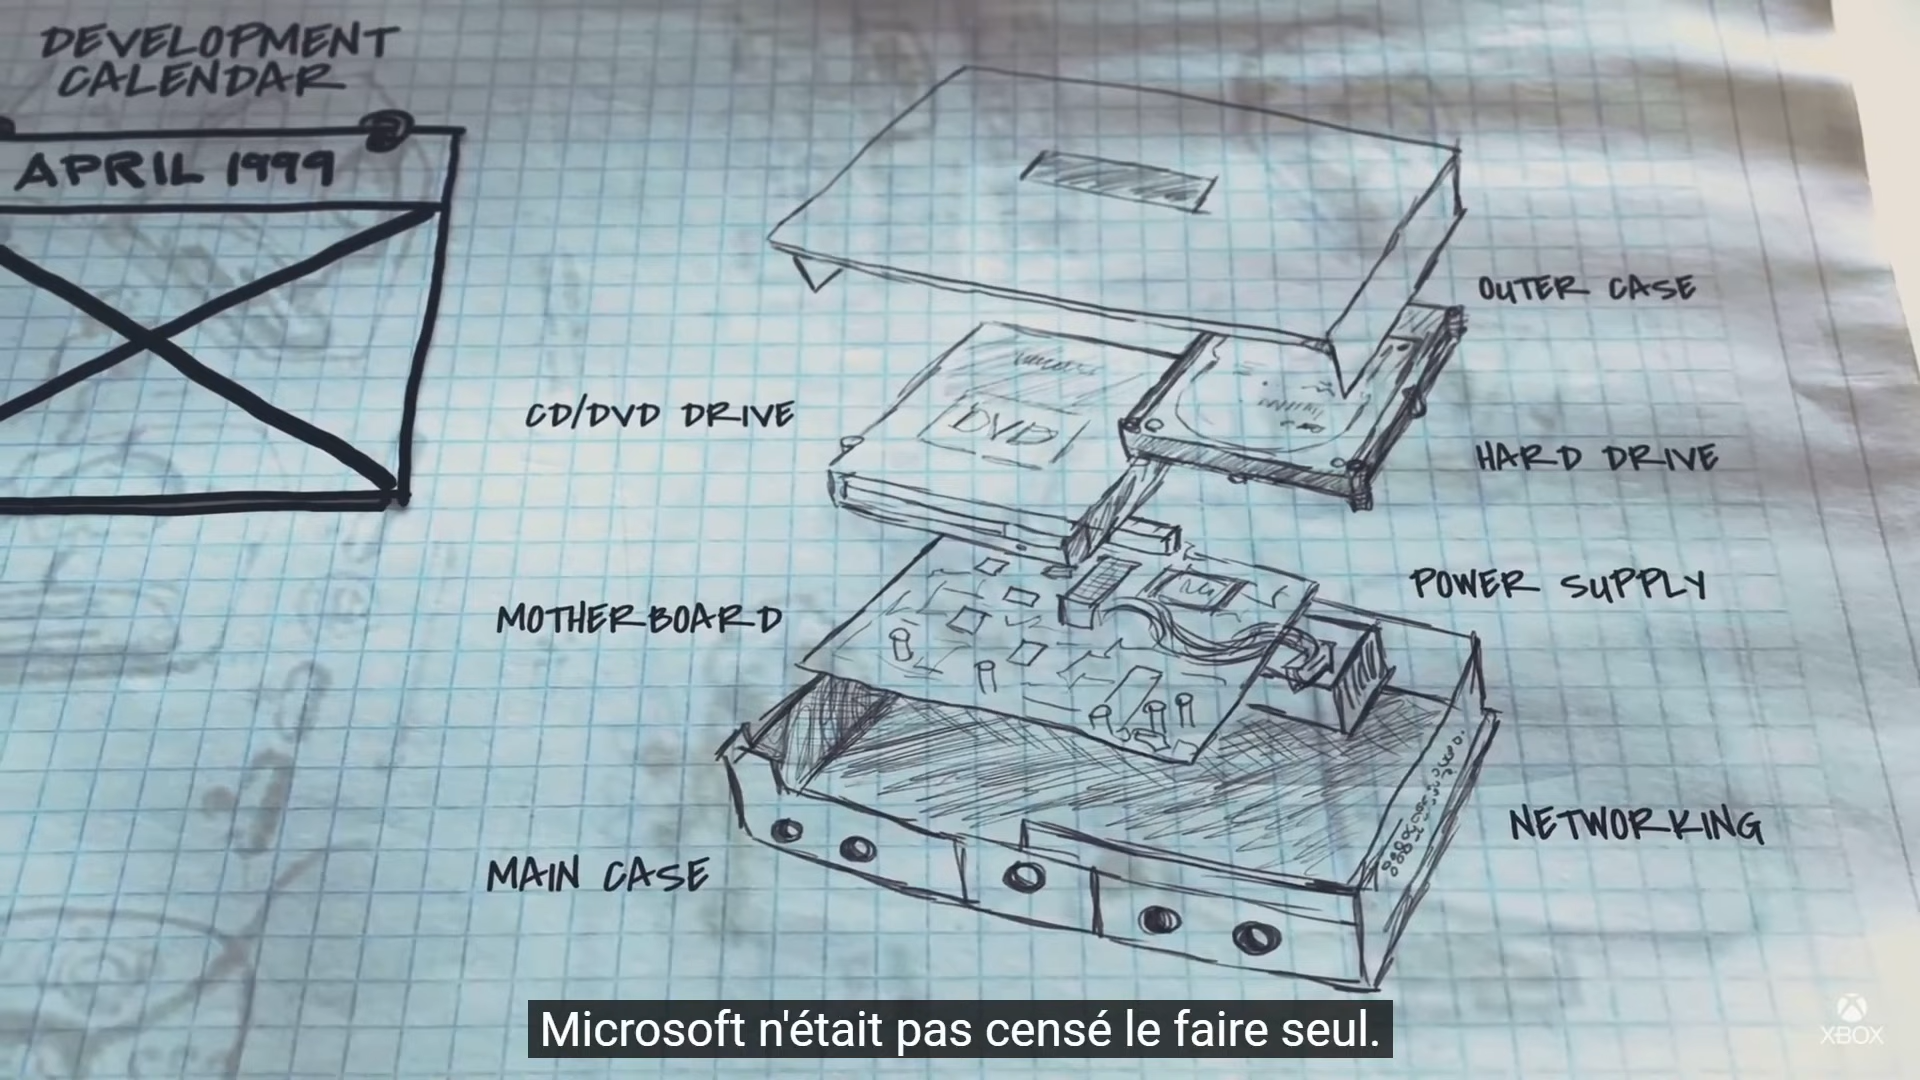 DEVELOPMENT
CALENDAR
APRIL 1999
OUTER CASE
CD/DVD DRIVE
DVD
HARD DRIVE
POWER SUPPLY
MOTHERBOARD
NETWORKING
MAIN CASE
Microsoft n'était pas censé le faire seul.
XBOX